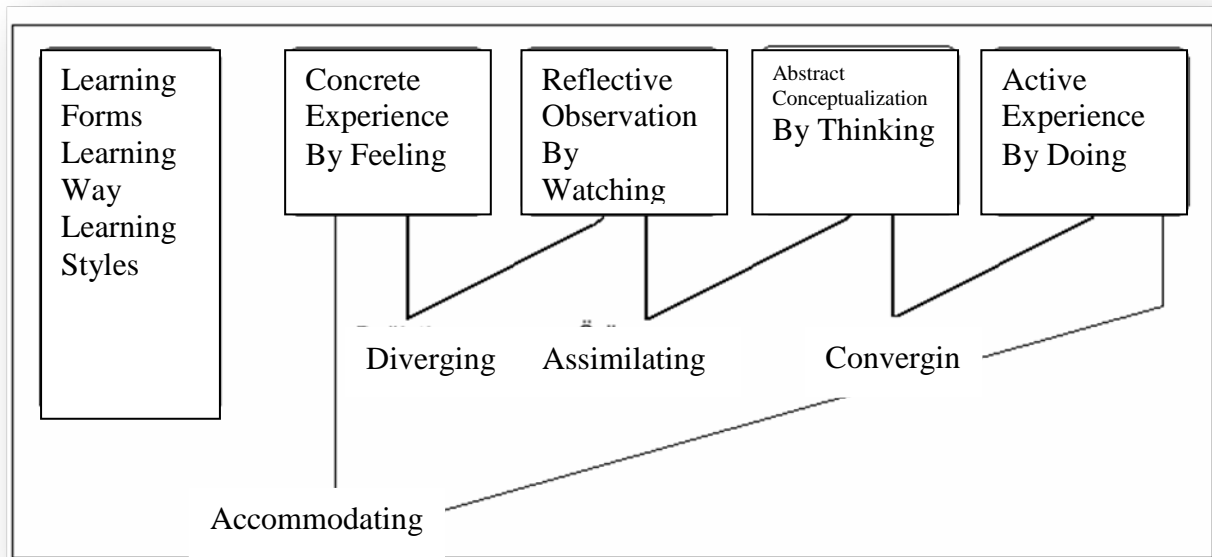 Learning
Forms
Learning
Way
Learning
Styles
Concrete
Experience
By Feeling
Reflective
Observation
By
Watching
Abstract
Conceptualization
By Thinking
Active
Experience
By Doing
Diverging
Assimilating
Convergin
Accommodating